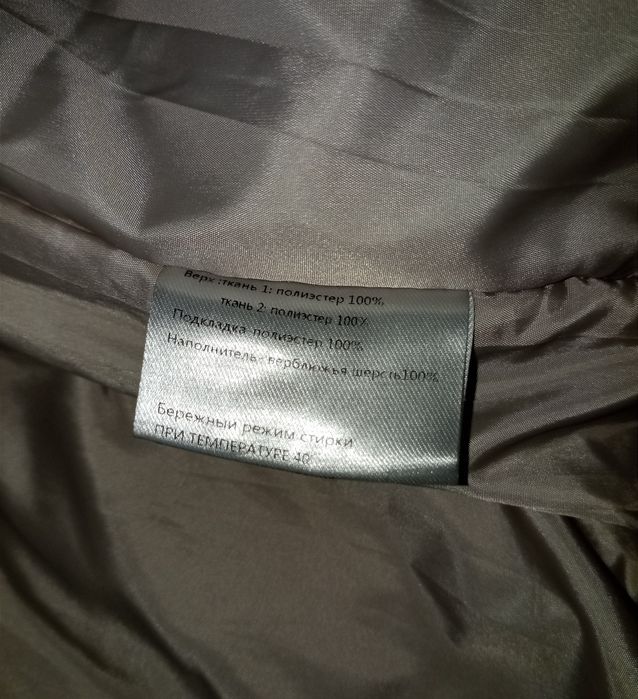 Верх :ткань 1: полиэстер 100%
ткань 2: полиэстер 100%
Подкладка-полиэстер 100%
Наполнитель- верблюжья шерсть100%
Бережный режим стирки
ПРИ ТЕМПЕРАТУРЕ 40